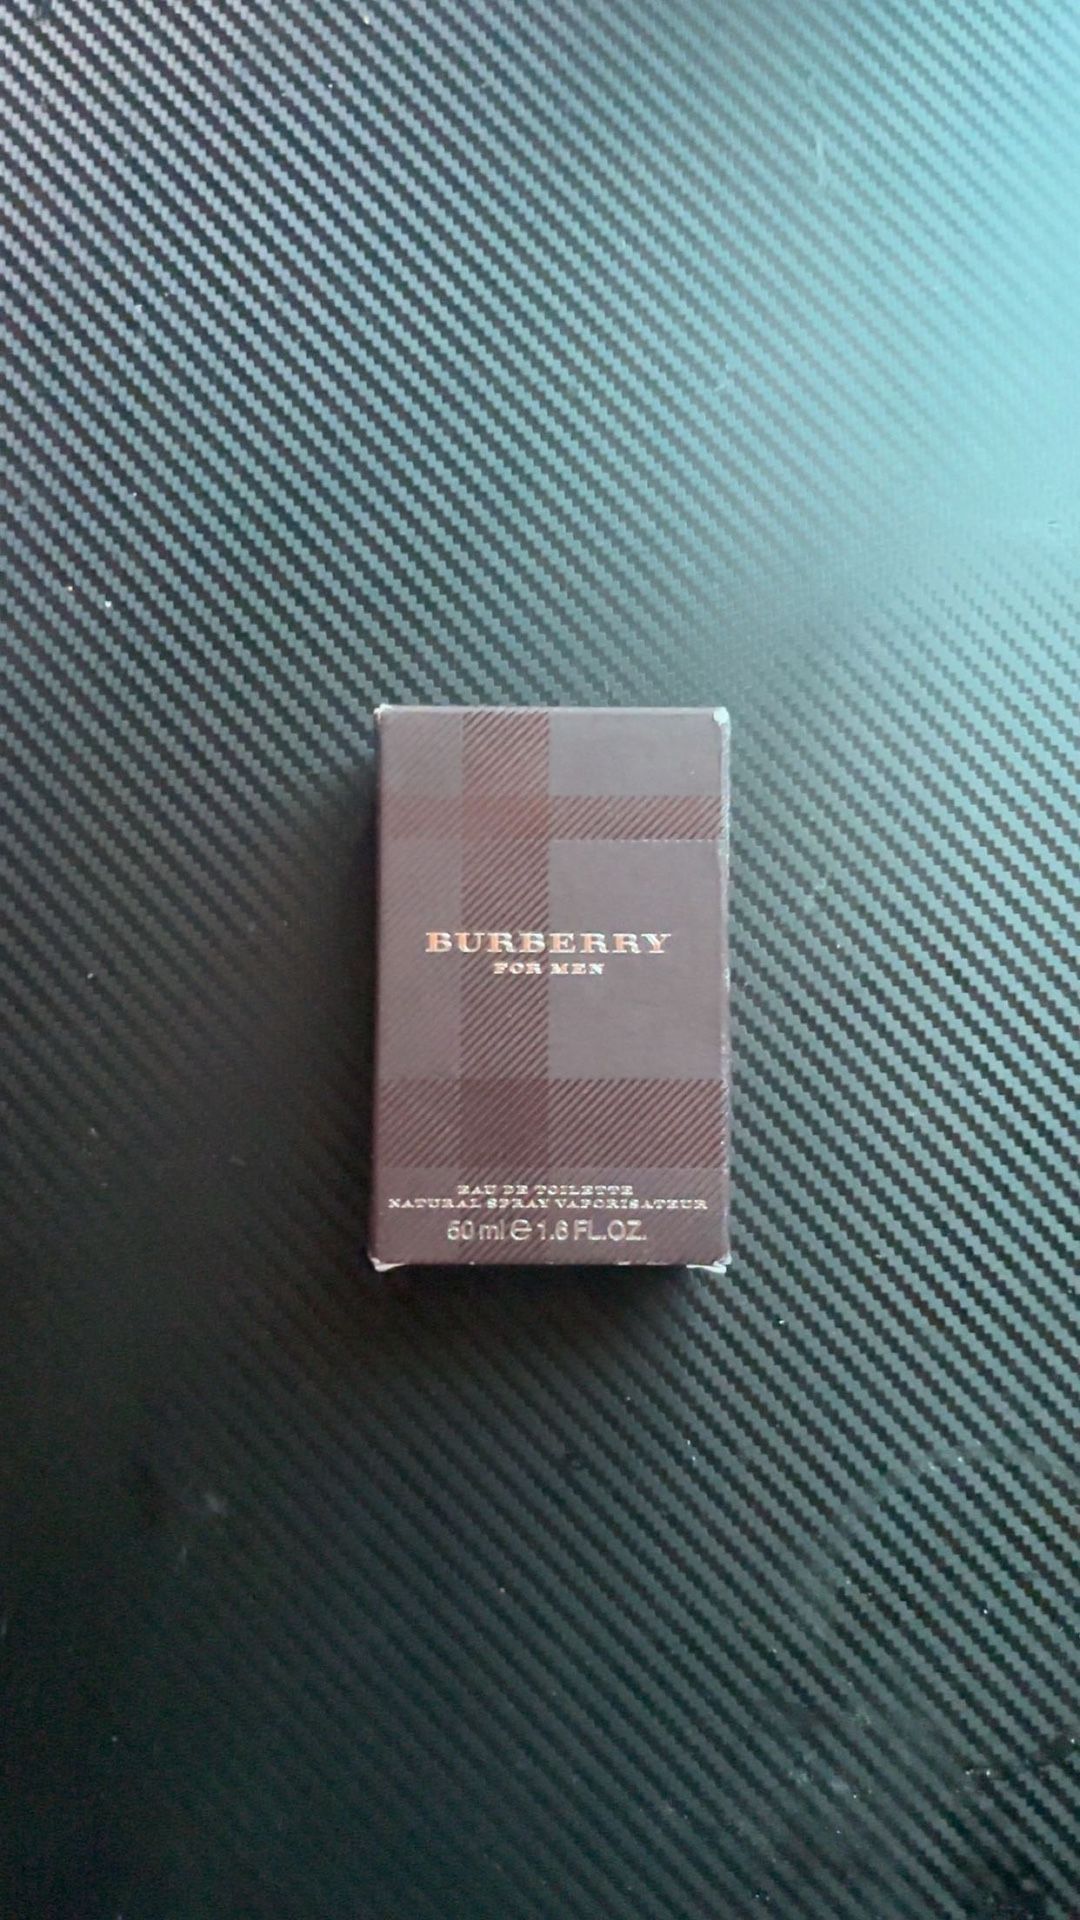 BURBERRY
FOR MEN
EAU DE TOILETTE
NATURAL SPRAY VAPORISATEUR
50 ml ℮ 1.6 FL.OZ.